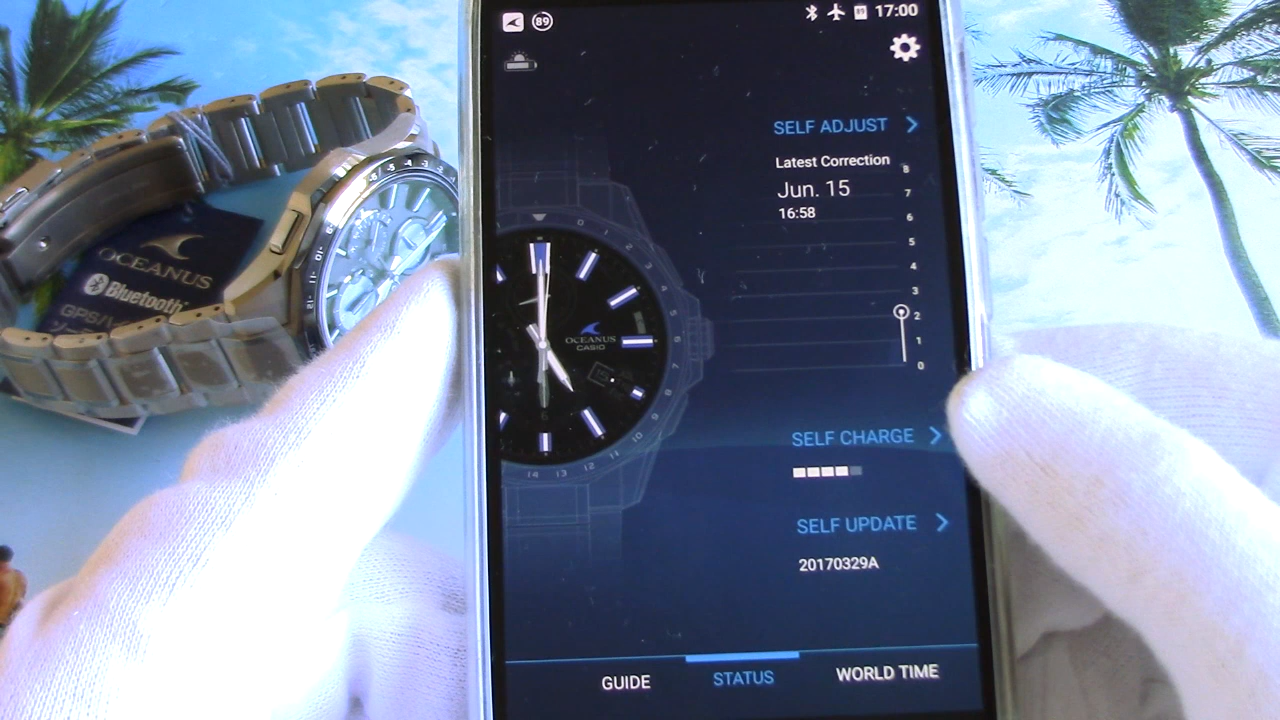 89
89
17:00
SELF ADJUST
Latest Correction
Jun. 15
16:58
8
7
6
5
4
3
2
1
0
OCEANUS
CASIO
SELF CHARGE
SELF UPDATE
20170329A
GUIDE
STATUS
WORLD TIME
OCEANUS
Bluetooth